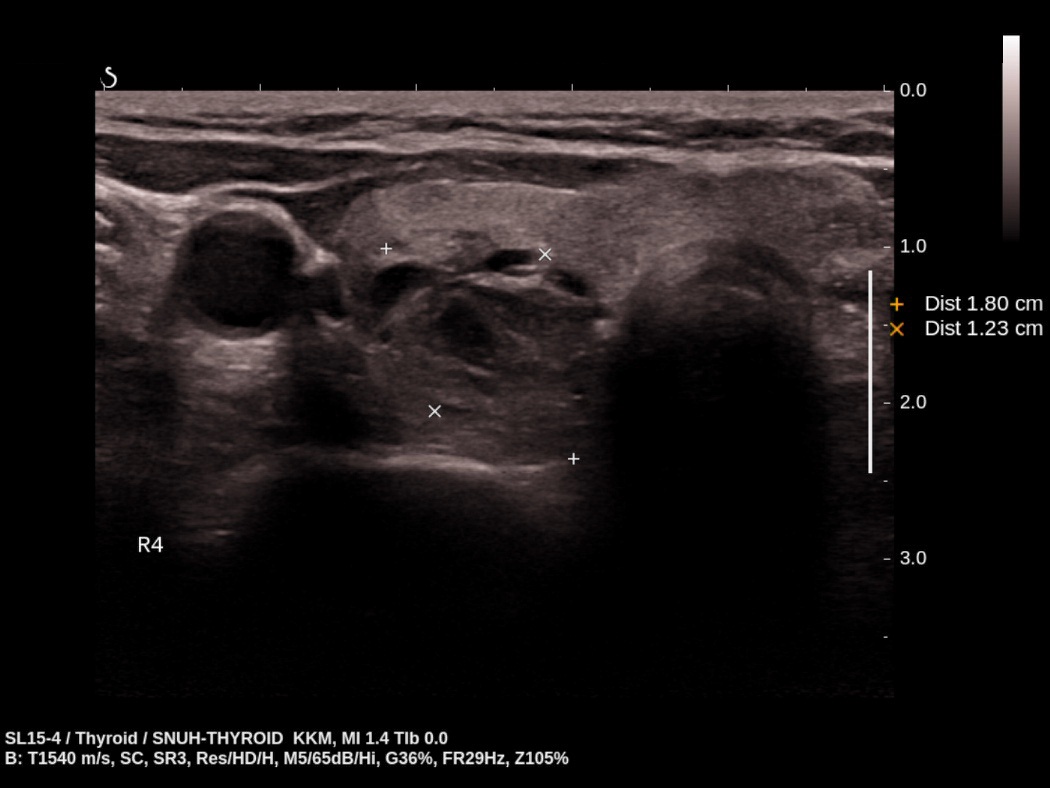 0.0
1.0
+ Dist 1.80 cm
× Dist 1.23 cm
2.0
R4
3.0
SL15-4 / Thyroid / SNUH-THYROID KKM, MI 1.4 TIb 0.0
B: T1540 m/s, SC, SR3, Res/HD/H, M5/65dB/Hi, G36%, FR29Hz, Z105%